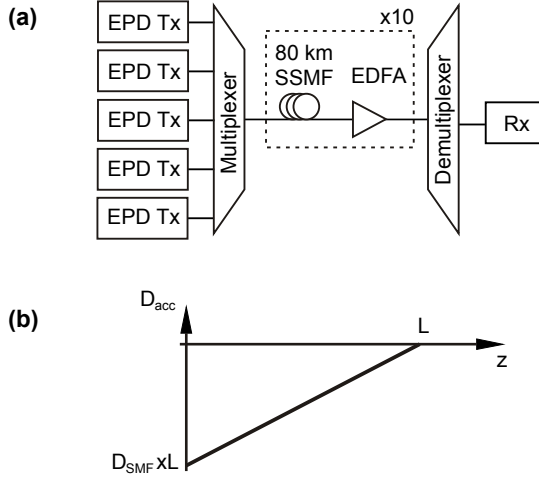 (a)
EPD Tx
EPD Tx
EPD Tx
EPD Tx
EPD Tx
Multiplexer
x10
80 km
SSMF
EDFA
Demultiplexer
Rx
(b)
Dacc
L
z
DSMF xL